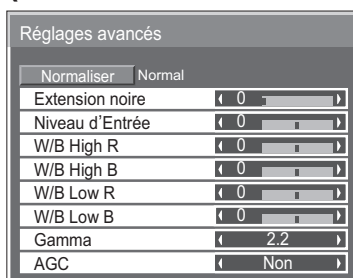 Réglages avancés
Normaliser Normal
Extension noire 0
Niveau d’Entrée 0
W/B High R 0
W/B High B 0
W/B Low R 0
W/B Low B 0
Gamma 2.2
AGC Non